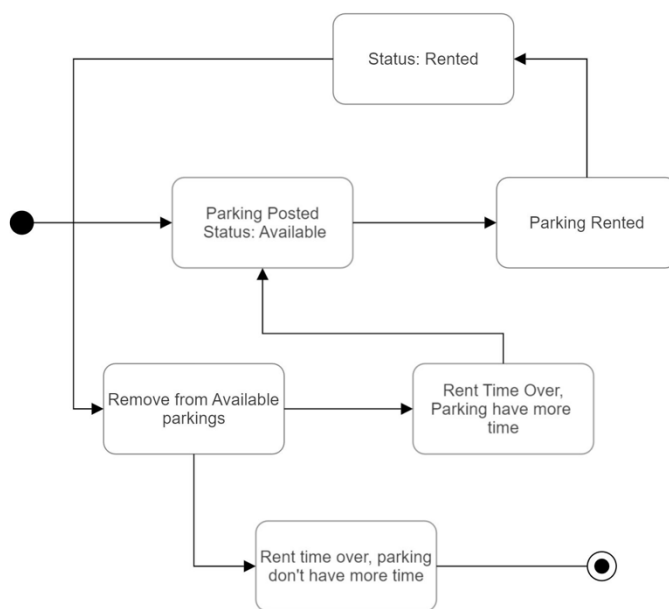 Status: Rented
Parking Posted
Status: Available
Parking Rented
Remove from Available
parkings
Rent Time Over,
Parking have more
time
Rent time over, parking
don't have more time